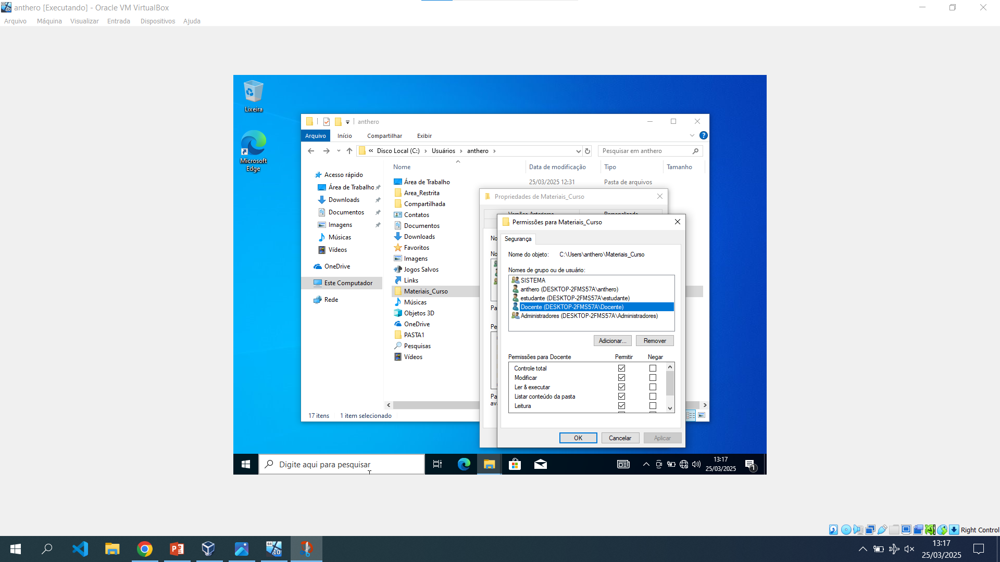 anthero [Executando] - Oracle VM VirtualBox
Arquivo Máquina Visualizar Entrada Dispositivos Ajuda
Lixeira
Microsoft
Edge
anthero
Arquivo Início Compartilhar Exibir
« Disco Local (C:) › Usuários › anthero ›
Pesquisar em anthero
Nome Data de modificação Tipo Tamanho
Acesso rápido
Área de Trabalho
Downloads
Documentos
Imagens
Músicas
Vídeos
OneDrive
Este Computador
Rede
Área de Trabalho 25/03/2025 12:31 Pasta de arquivos
Area_Restrita
Compartilhada
Contatos
Documentos
Downloads
Favoritos
Imagens
Jogos Salvos
Links
Materiais_Curso
Músicas
Objetos 3D
OneDrive
PASTA1
Pesquisas
Vídeos
17 itens 1 item selecionado
Propriedades de Materiais_Curso
Versões Anteriores Personalizado
No
No
Pa
Pe
Pa
av
Permissões para Materiais_Curso
Segurança
Nome do objeto: C:\Users\anthero\Materiais_Curso
Nomes de grupo ou de usuário:
SISTEMA
anthero (DESKTOP-2FMS57A\anthero)
estudante (DESKTOP-2FMS57A\estudante)
Docente (DESKTOP-2FMS57A\Docente)
Administradores (DESKTOP-2FMS57A\Administradores)
Adicionar... Remover
Permissões para Docente Permitir Negar
Controle total
Modificar
Ler & executar
Listar conteúdo da pasta
Leitura
OK Cancelar Aplicar
Digite aqui para pesquisar
13:17
25/03/2025
1
Right Control
13:17
25/03/2025